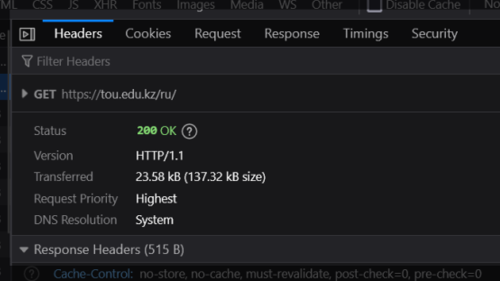 CSS JS XHR Fonts Images Media WS Other Disable Cache
Headers Cookies Request Response Timings Security
Filter Headers
GET https://tou.edu.kz/ru/
Status 200 OK
Version HTTP/1.1
Transferred 23.58 kB (137.32 kB size)
Request Priority Highest
DNS Resolution System
Response Headers (515 B)
Cache-Control: no-store, no-cache, must-revalidate, post-check=0, pre-check=0